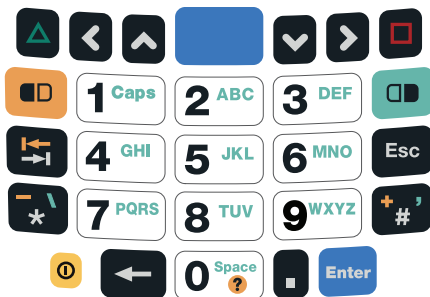 1 Caps 2 ABC 3 DEF
4 GHI 5 JKL 6 MNO Esc
- \ * 7 PQRS 8 TUV 9 WXYZ + ' #
0 Space ? . Enter